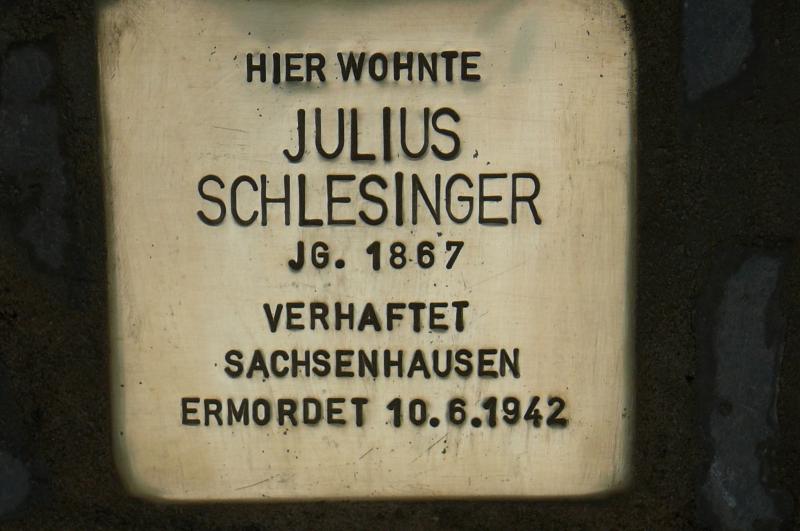 HIER WOHNTE
JULIUS
SCHLESINGER
JG. 1867
VERHAFTET
SACHSENHAUSEN
ERMORDET 10.6.1942